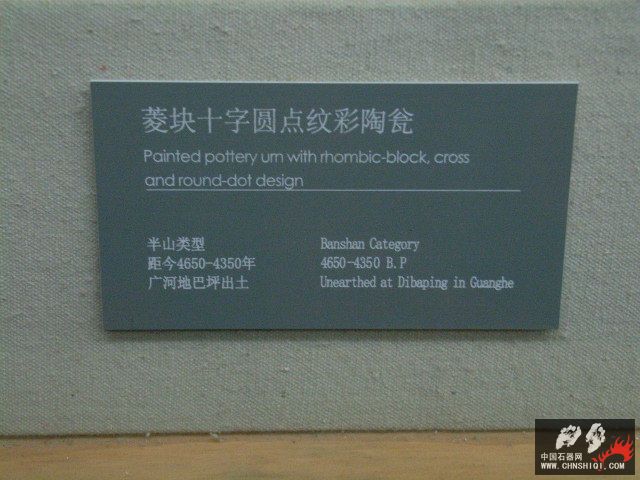 菱块十字圆点纹彩陶瓮
Painted pottery urn with rhombic-block, cross
and round-dot design
半山类型
距今4650-4350年
广河地巴坪出土
Banshan Category
4650-4350 B.P
Unearthed at Dibaping in Guanghe
中国石器网
WWW.CHNSHIQI.COM